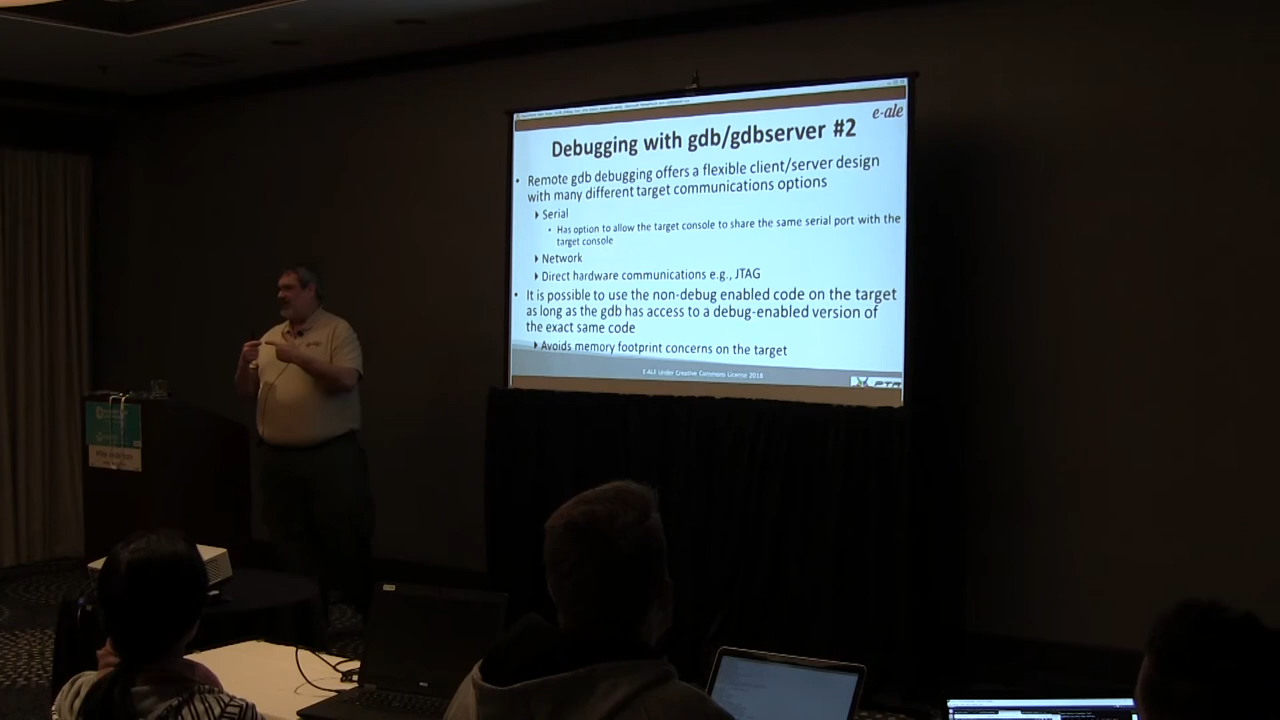 e-ale
Debugging with gdb/gdbserver #2
• Remote gdb debugging offers a flexible client/server design
with many different target communications options
Serial
• Has option to allow the target console to share the same serial port with the
target console
Network
Direct hardware communications e.g., JTAG
• It is possible to use the non-debug enabled code on the target
as long as the gdb has access to a debug-enabled version of
the exact same code
Avoids memory footprint concerns on the target
E-ALE Under Creative Commons License 2018